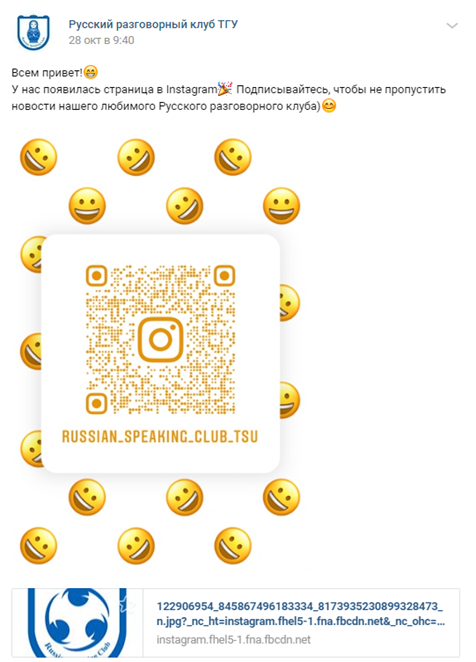 Русский разговорный клуб ТГУ
28 окт в 9:40
Всем привет!😁
У нас появилась страница в Instagram🎉 Подписывайтесь, чтобы не пропустить
новости нашего любимого Русского разговорного клуба)😊
RUSSIAN_SPEAKING_CLUB_TSU
122906954_845867496183334_8173935230899328473_
n.jpg?_nc_ht=instagram.fhel5-1.fna.fbcdn.net&_nc_ohc=...
instagram.fhel5-1.fna.fbcdn.net